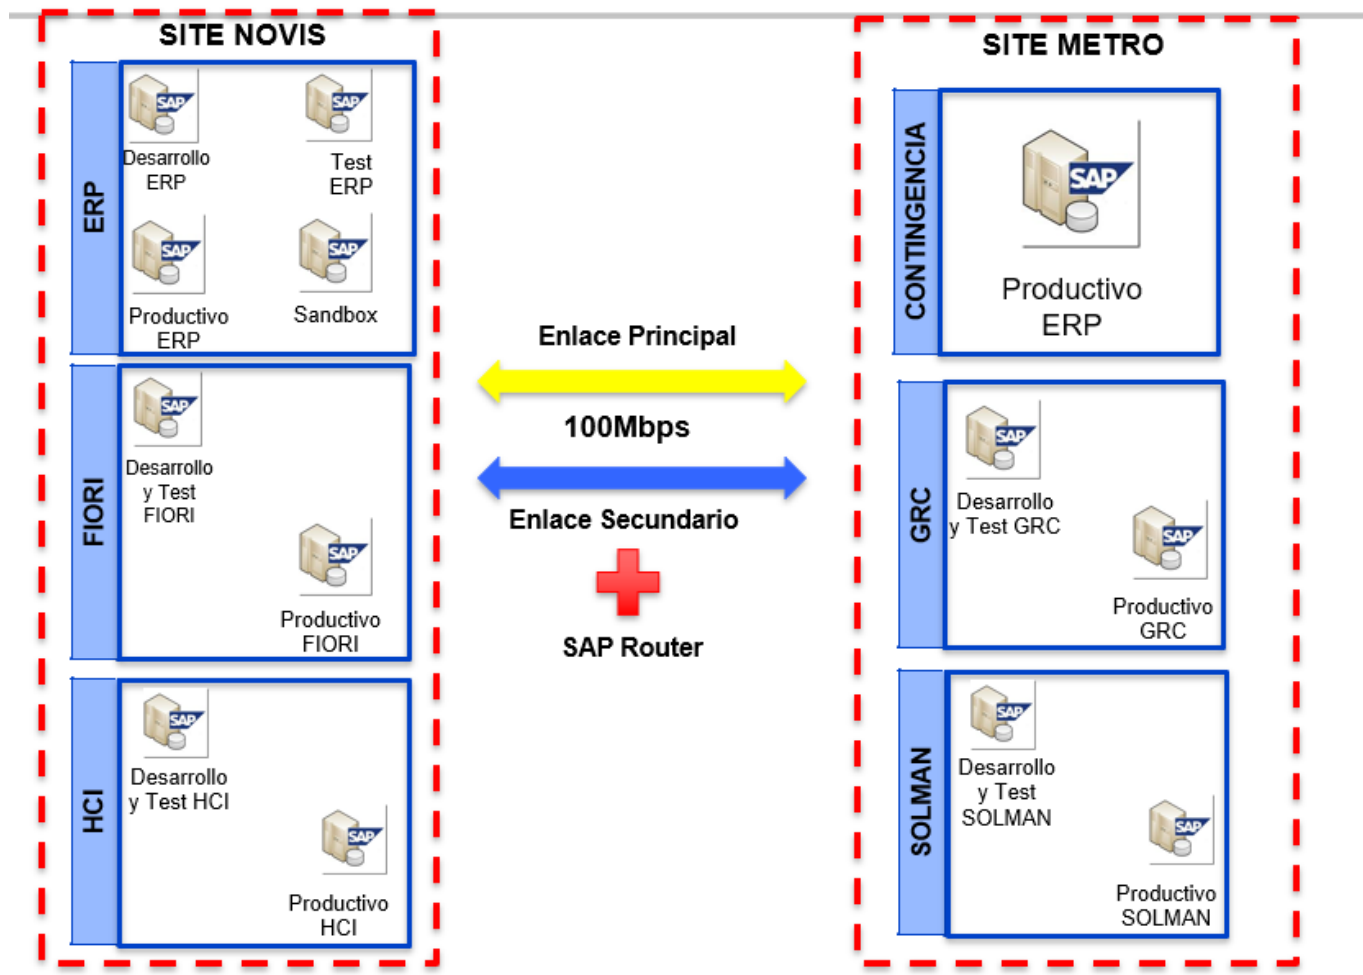 SITE NOVIS
ERP
SAP
Desarrollo
ERP
SAP
Test
ERP
SAP
Productivo
ERP
SAP
Sandbox
FIORI
SAP
Desarrollo
y Test
FIORI
SAP
Productivo
FIORI
HCI
SAP
Desarrollo
y Test HCI
SAP
Productivo
HCI
Enlace Principal
100Mbps
Enlace Secundario
SAP Router
SITE METRO
CONTINGENCIA
SAP
Productivo
ERP
GRC
SAP
Desarrollo
y Test GRC
SAP
Productivo
GRC
SOLMAN
SAP
Desarrollo
y Test
SOLMAN
SAP
Productivo
SOLMAN